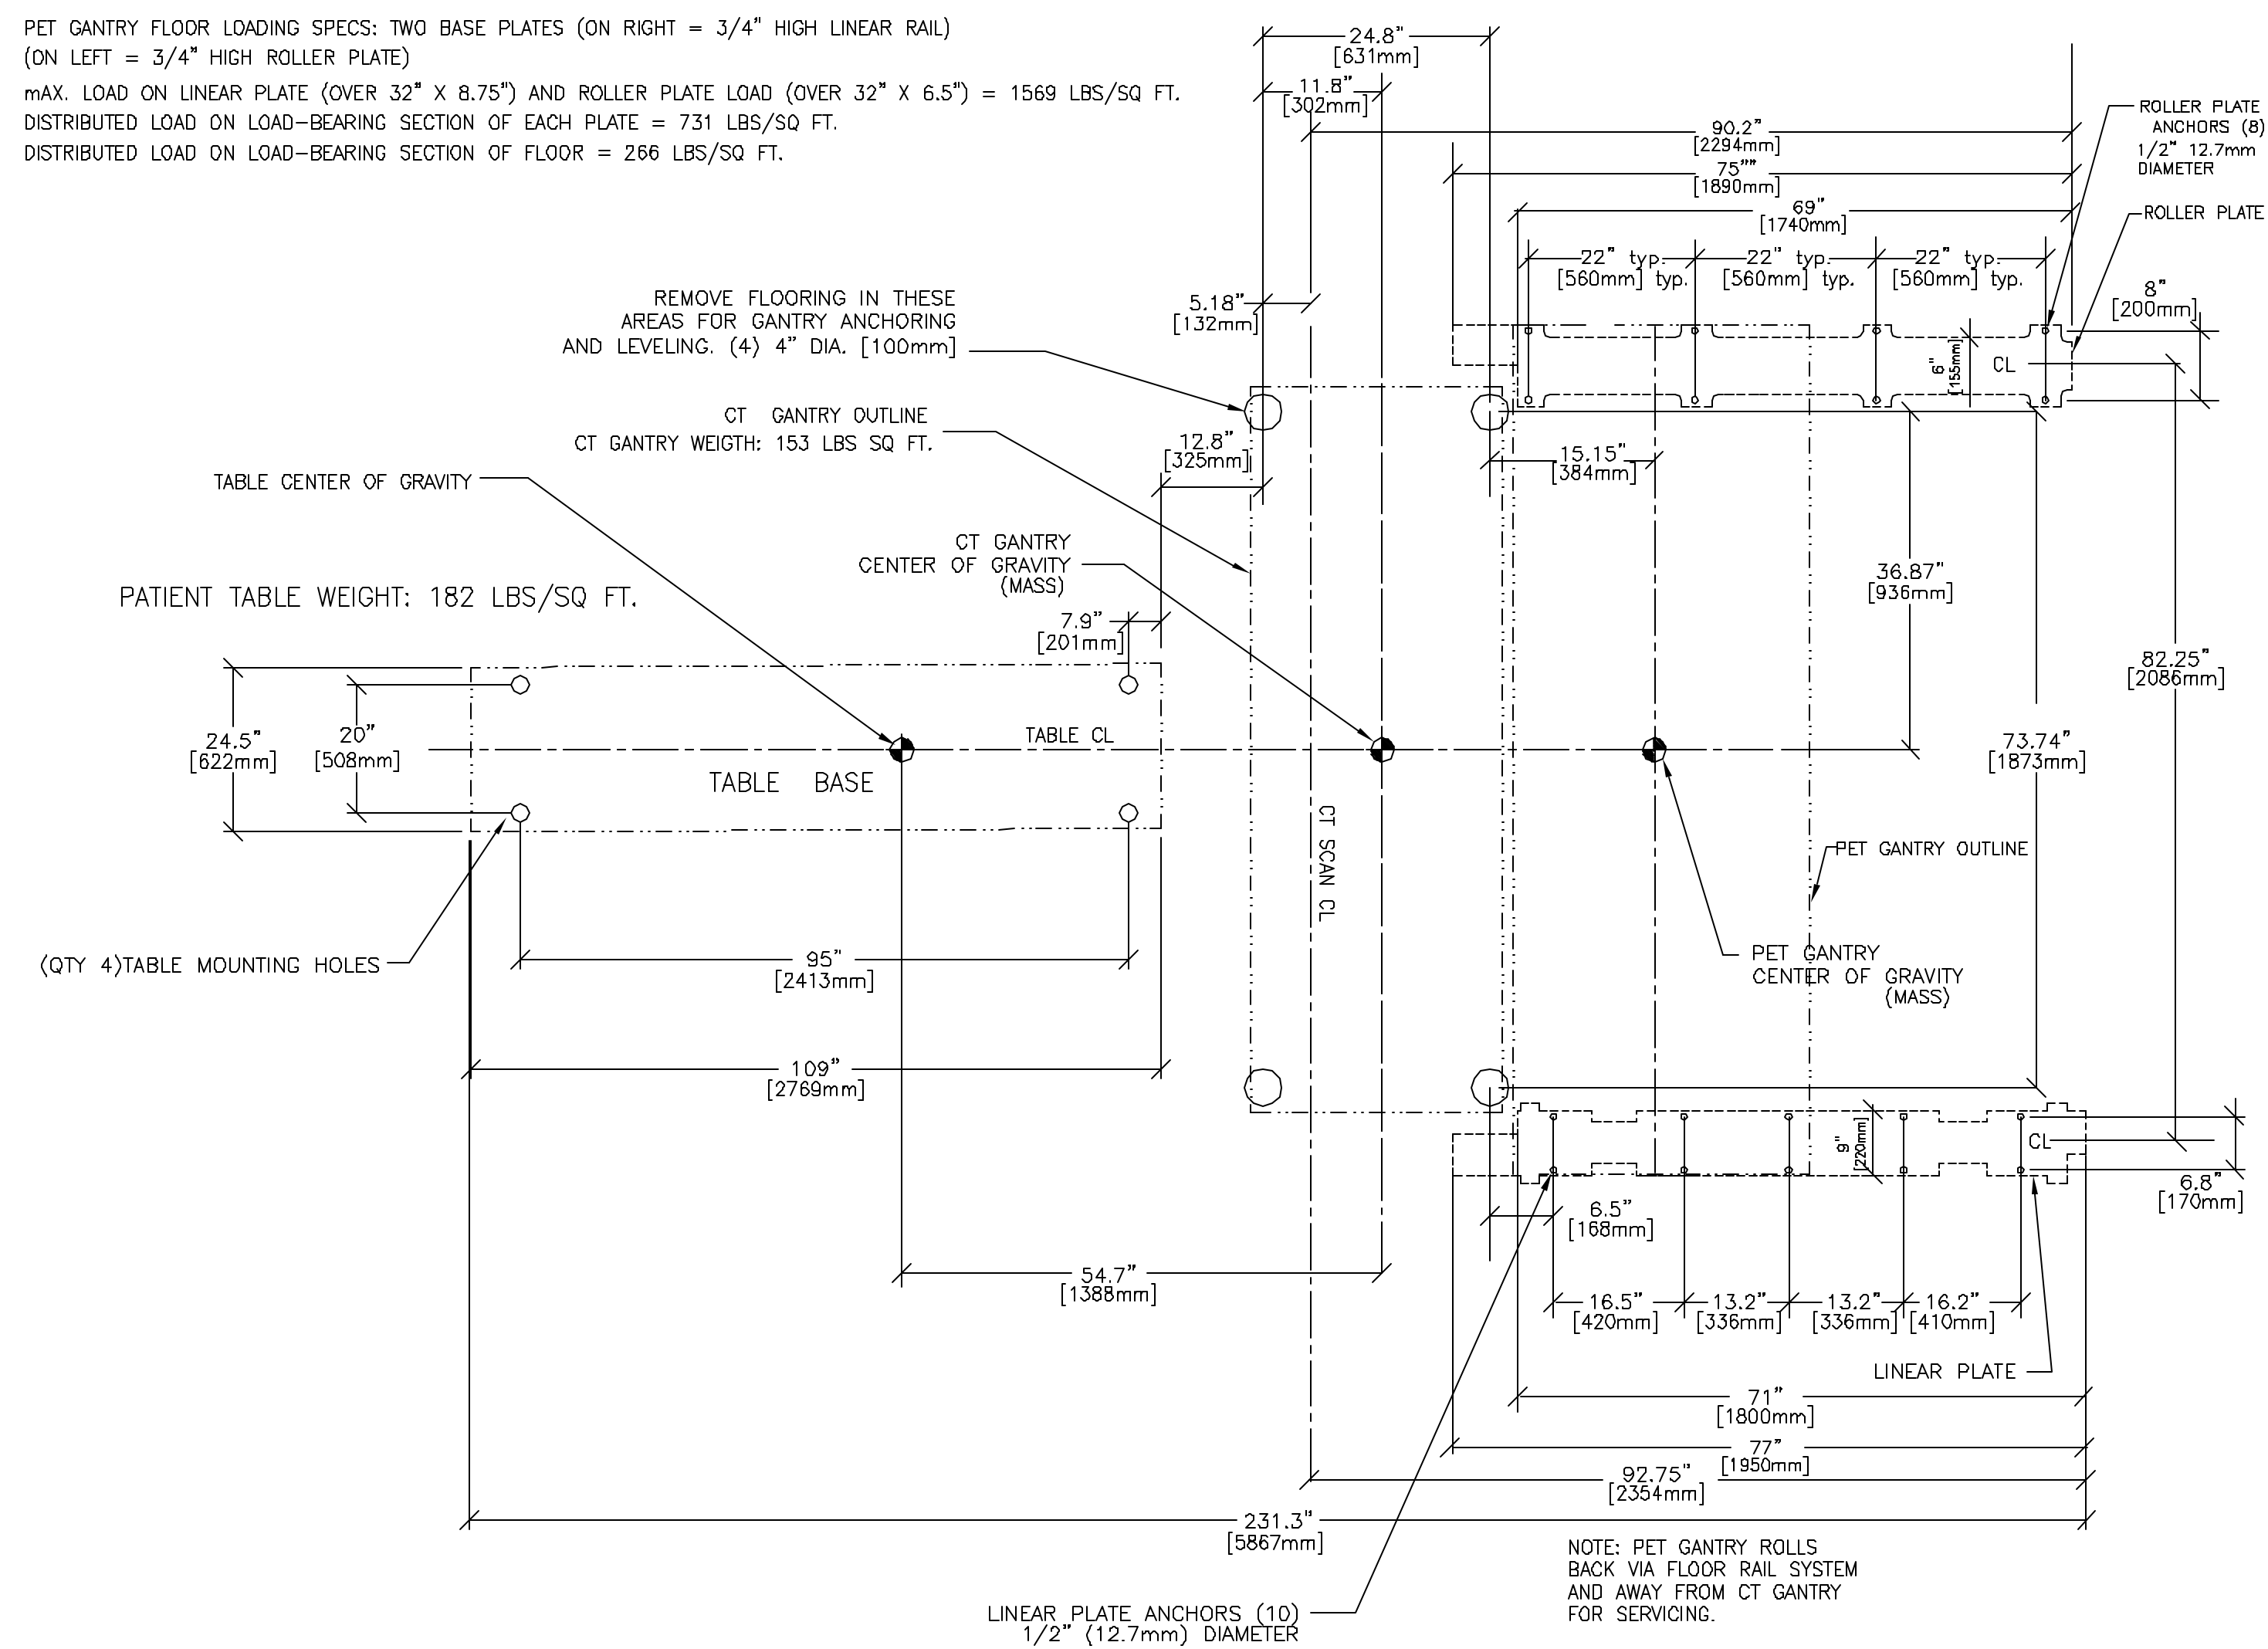 PET GANTRY FLOOR LOADING SPECS: TWO BASE PLATES (ON RIGHT = 3/4" HIGH LINEAR RAIL)
(ON LEFT = 3/4" HIGH ROLLER PLATE)
mAX. LOAD ON LINEAR PLATE (OVER 32" X 8.75") AND ROLLER PLATE LOAD (OVER 32" X 6.5") = 1569 LBS/SQ FT.
DISTRIBUTED LOAD ON LOAD-BEARING SECTION OF EACH PLATE = 731 LBS/SQ FT.
DISTRIBUTED LOAD ON LOAD-BEARING SECTION OF FLOOR = 266 LBS/SQ FT.
24.8"
[631mm]
11.8"
[302mm]
90.2"
[2294mm]
75""
[1890mm]
69"
[1740mm]
ROLLER PLATE
ANCHORS (8)
1/2" 12.7mm
DIAMETER
ROLLER PLATE
22" typ.
[560mm] typ.
22" typ.
[560mm] typ.
22" typ.
[560mm] typ.
8"
[200mm]
5.18"
[132mm]
REMOVE FLOORING IN THESE
AREAS FOR GANTRY ANCHORING
AND LEVELING. (4) 4" DIA. [100mm]
6"
[155mm]
CL
CT GANTRY OUTLINE
CT GANTRY WEIGTH: 153 LBS SQ FT.
12.8"
[325mm]
15.15"
[384mm]
TABLE CENTER OF GRAVITY
CT GANTRY
CENTER OF GRAVITY
(MASS)
36.87"
[936mm]
PATIENT TABLE WEIGHT: 182 LBS/SQ FT.
7.9"
[201mm]
82.25"
[2086mm]
24.5"
[622mm]
20"
[508mm]
TABLE CL
TABLE BASE
73.74"
[1873mm]
CT SCAN CL
PET GANTRY OUTLINE
(QTY 4)TABLE MOUNTING HOLES
95"
[2413mm]
PET GANTRY
CENTER OF GRAVITY
(MASS)
109"
[2769mm]
9"
[220mm]
CL
6.8"
[170mm]
6.5"
[168mm]
54.7"
[1388mm]
16.5"
[420mm]
13.2"
[336mm]
13.2"
[336mm]
16.2"
[410mm]
LINEAR PLATE
71"
[1800mm]
77"
[1950mm]
92.75"
[2354mm]
231.3"
[5867mm]
NOTE: PET GANTRY ROLLS
BACK VIA FLOOR RAIL SYSTEM
AND AWAY FROM CT GANTRY
FOR SERVICING.
LINEAR PLATE ANCHORS (10)
1/2" (12.7mm) DIAMETER